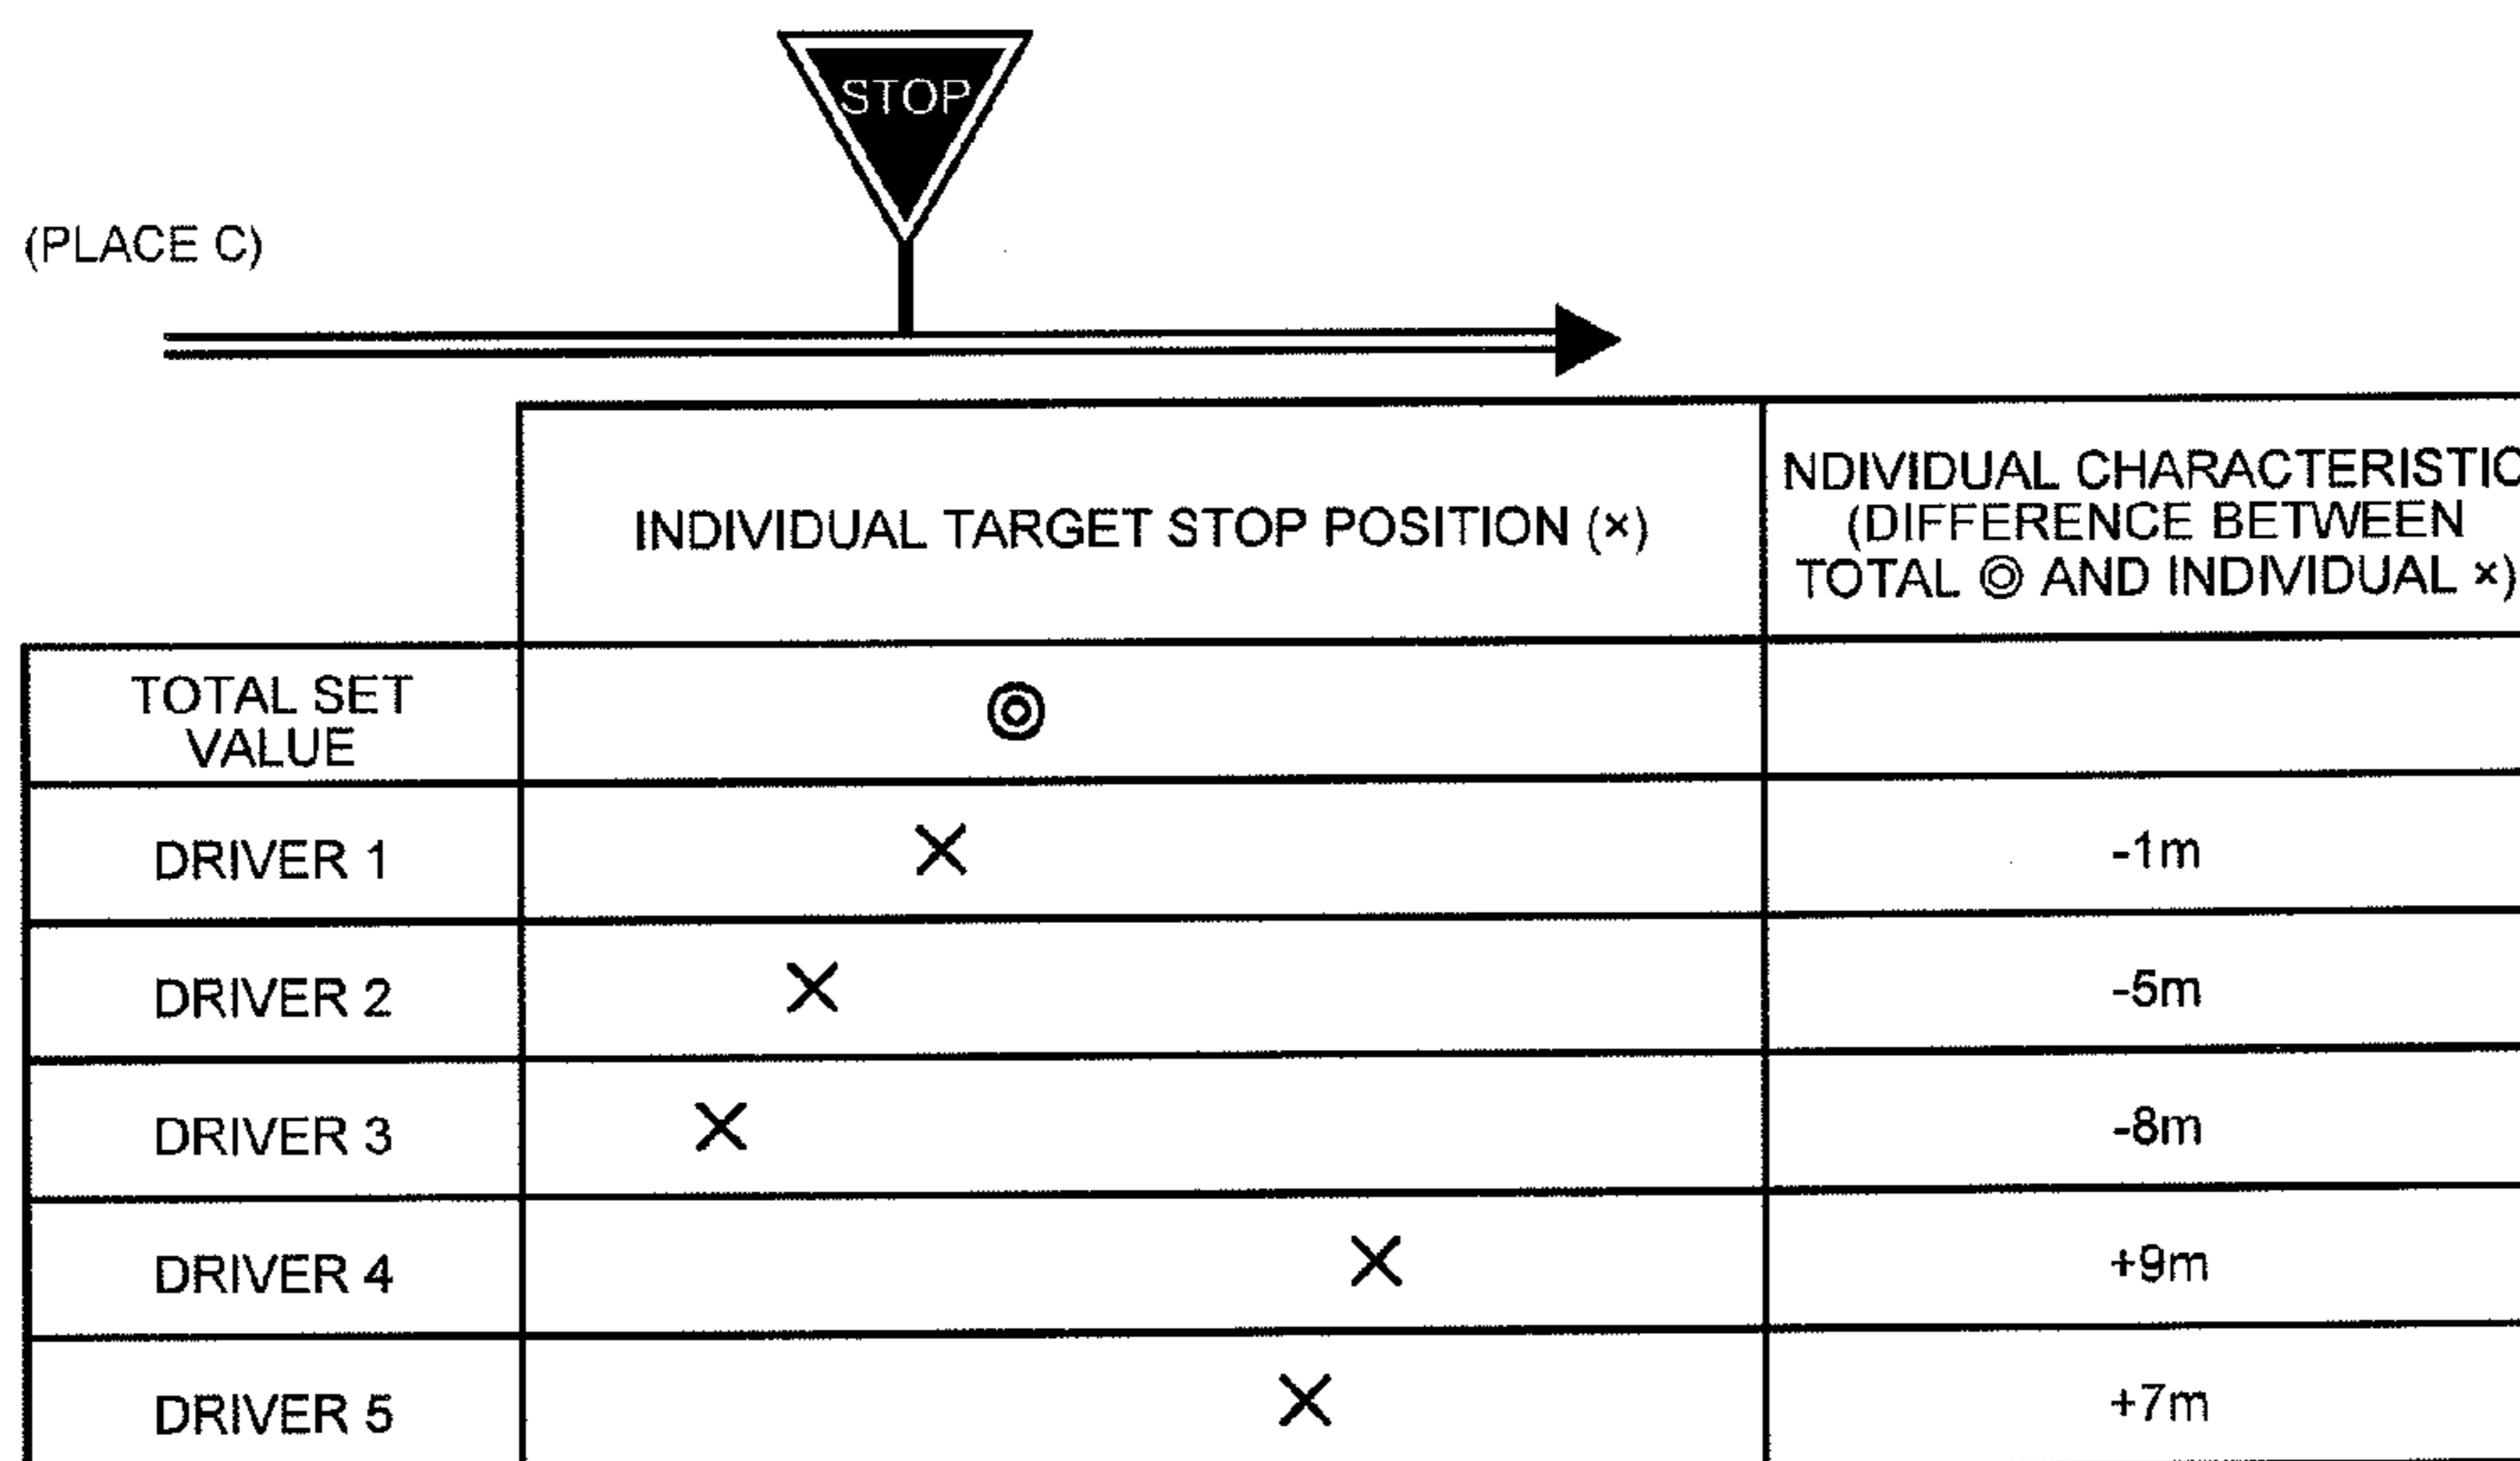 STOP
(PLACE C)
INDIVIDUAL TARGET STOP POSITION (×)
NDIVIDUAL CHARACTERISTIC
(DIFFERENCE BETWEEN
TOTAL ◎ AND INDIVIDUAL ×)
TOTAL SET
VALUE
◎
DRIVER 1
×
-1m
DRIVER 2
×
-5m
DRIVER 3
×
-8m
DRIVER 4
×
+9m
DRIVER 5
×
+7m